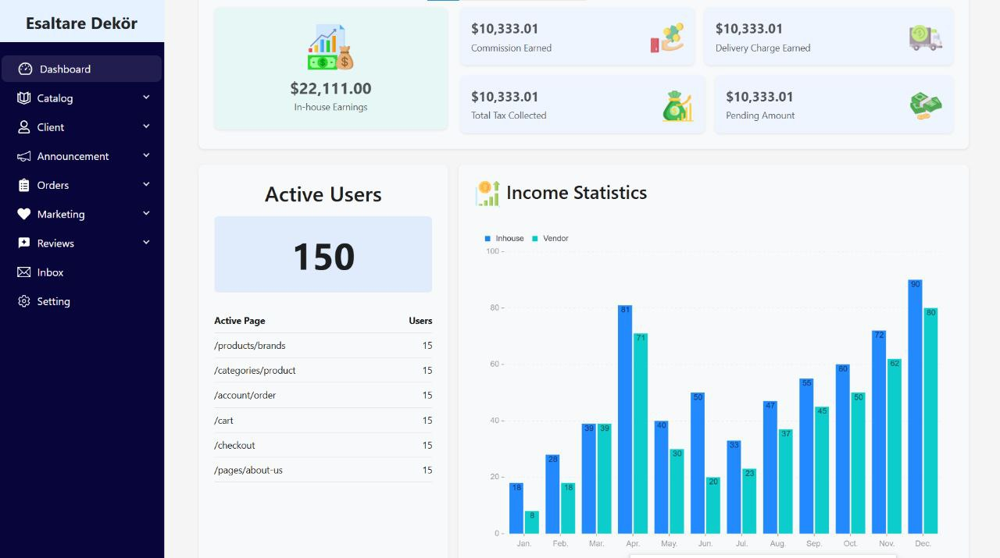 Esaltare Dekör
Dashboard
Catalog
Client
Announcement
Orders
Marketing
Reviews
Inbox
Setting
$22,111.00
In-house Earnings
$10,333.01
Commission Earned
$10,333.01
Delivery Charge Earned
$10,333.01
Total Tax Collected
$10,333.01
Pending Amount
Active Users
150
Active Page Users
/products/brands 15
/categories/product 15
/account/order 15
/cart 15
/checkout 15
/pages/about-us 15
Income Statistics
Inhouse Vendor
100
80
60
40
20
0
18 8
28 18
39 39
81 71
40 30
50 20
33 23
47 37
55 45
60 50
72 62
90 80
Jan. Feb. Mar. Apr. May. Jun. Jul. Aug. Sep. Oct. Nov. Dec.